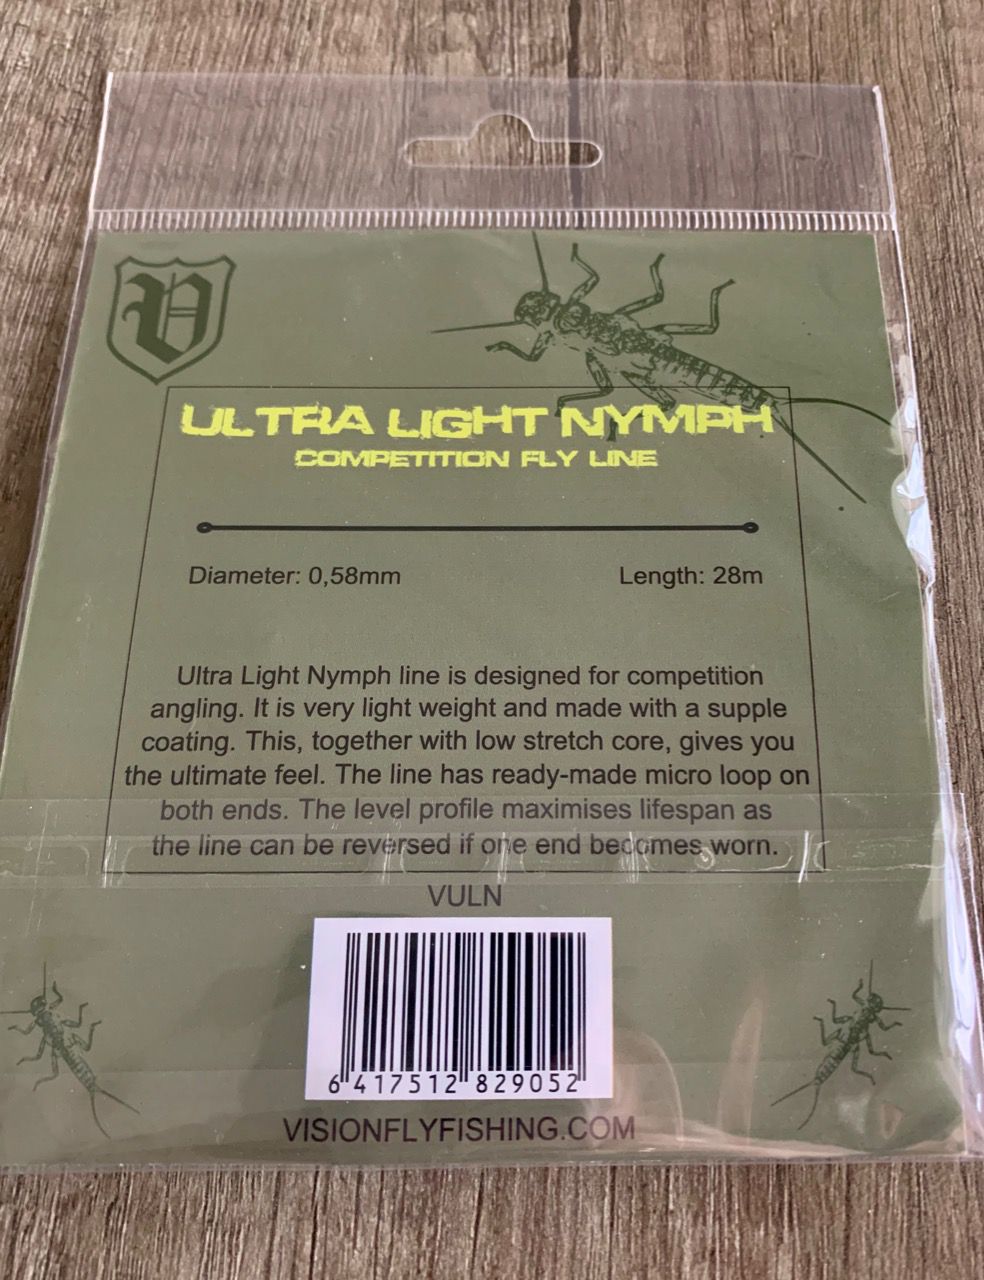 V
ULTRA LIGHT NYMPH
COMPETITION FLY LINE
Diameter: 0,58mm Length: 28m
Ultra Light Nymph line is designed for competition
angling. It is very light weight and made with a supple
coating. This, together with low stretch core, gives you
the ultimate feel. The line has ready-made micro loop on
both ends. The level profile maximises lifespan as
the line can be reversed if one end becomes worn.
VULN
6 417512 829052
VISIONFLYFISHING.COM